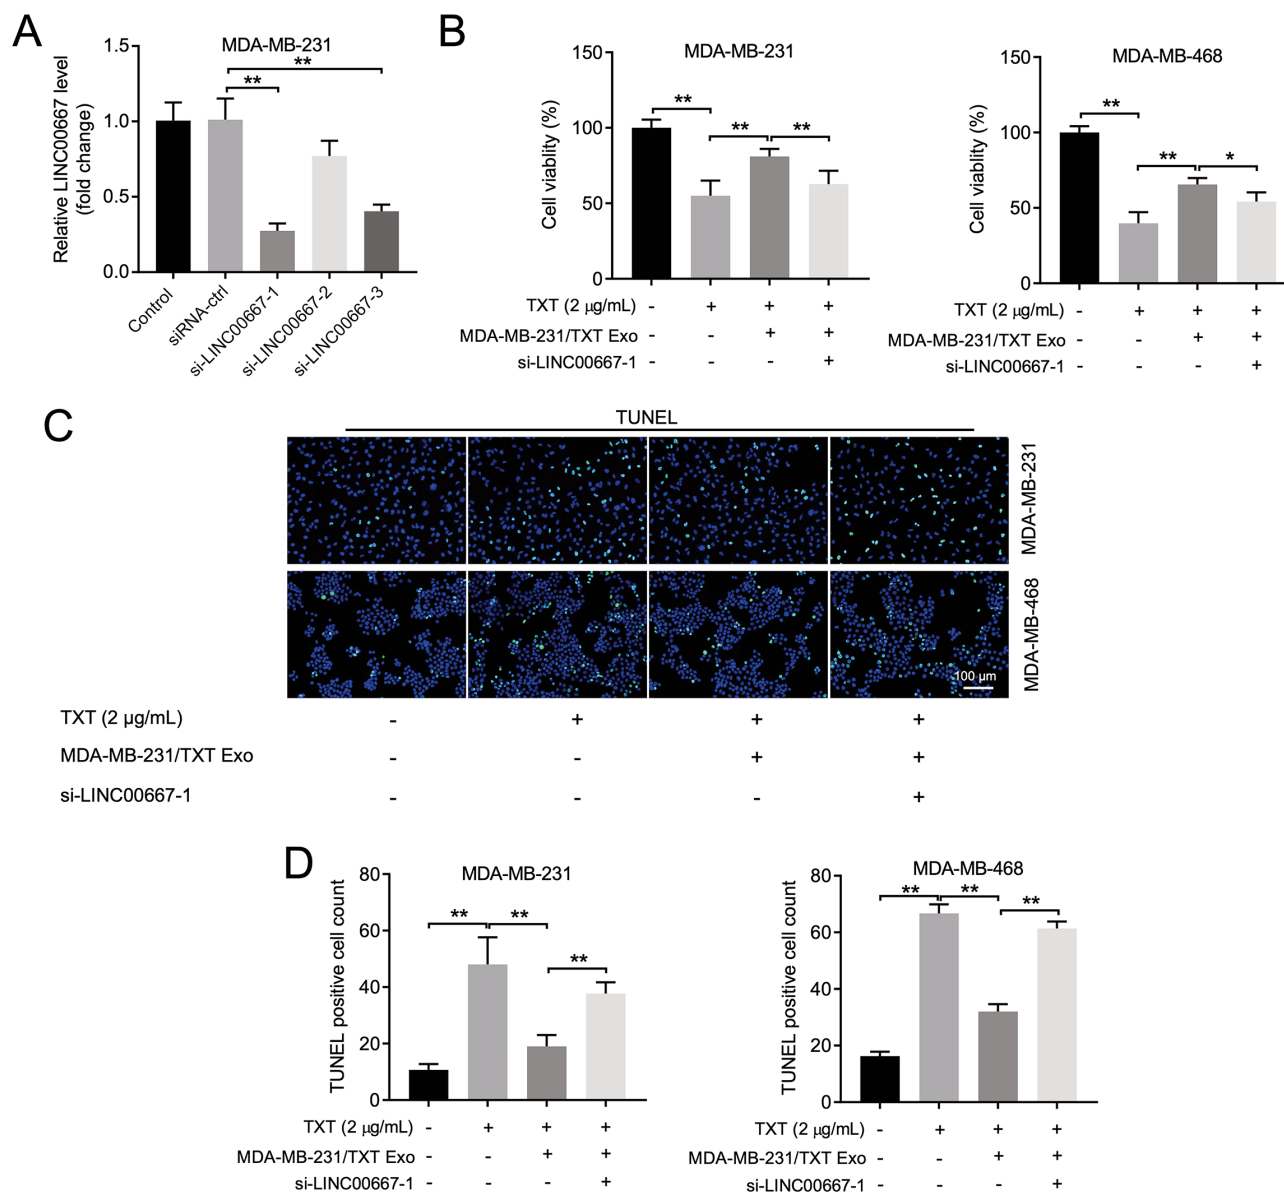 A
MDA-MB-231
Relative LINC00667 level
(fold change)
1.5
1.0
0.5
0.0
**
**
Control
siRNA-ctrl
si-LINC00667-1
si-LINC00667-2
si-LINC00667-3
B
MDA-MB-231
Cell viablity (%)
150
100
50
0
** ** **
TXT (2 μg/mL) - + + +
MDA-MB-231/TXT Exo - - + +
si-LINC00667-1 - - - +
MDA-MB-468
Cell viablity (%)
150
100
50
0
** ** *
TXT (2 μg/mL) - + + +
MDA-MB-231/TXT Exo - - + +
si-LINC00667-1 - - - +
C
TUNEL
MDA-MB-231
MDA-MB-468
100 μm
TXT (2 μg/mL) - + + +
MDA-MB-231/TXT Exo - - + +
si-LINC00667-1 - - - +
D
MDA-MB-231
TUNEL positive cell count
80
60
40
20
0
** ** **
TXT (2 μg/mL) - + + +
MDA-MB-231/TXT Exo - - + +
si-LINC00667-1 - - - +
MDA-MB-468
TUNEL positive cell count
80
60
40
20
0
** ** **
TXT (2 μg/mL) - + + +
MDA-MB-231/TXT Exo - - + +
si-LINC00667-1 - - - +